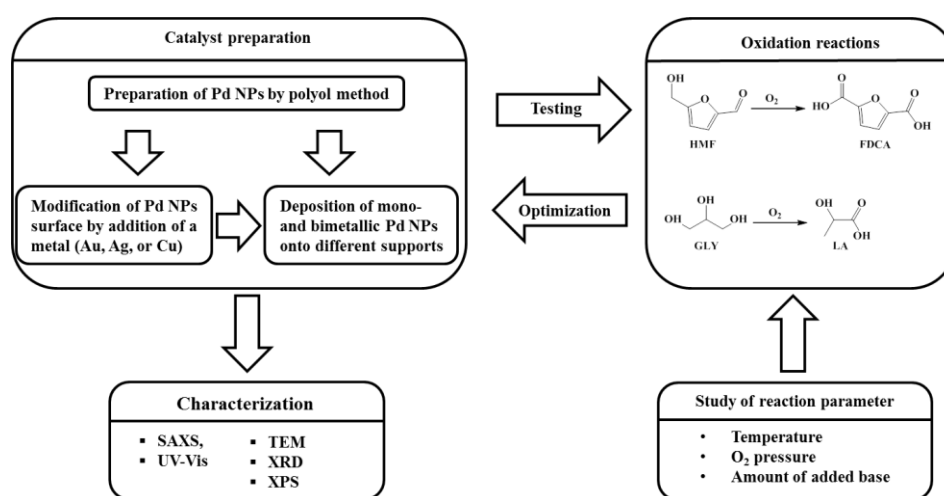 Catalyst preparation
Preparation of Pd NPs by polyol method
Modification of Pd NPs
surface by addition of a
metal (Au, Ag, or Cu)
Deposition of mono-
and bimetallic Pd NPs
onto different supports
Testing
Optimization
Oxidation reactions
OH
O
O
HMF
O₂
O
HO
O
O
OH
FDCA
OH
HO
OH
GLY
O₂
OH
O
OH
LA
Characterization
▪ SAXS,
▪ UV-Vis
▪ TEM
▪ XRD
▪ XPS
Study of reaction parameter
• Temperature
• O₂ pressure
• Amount of added base